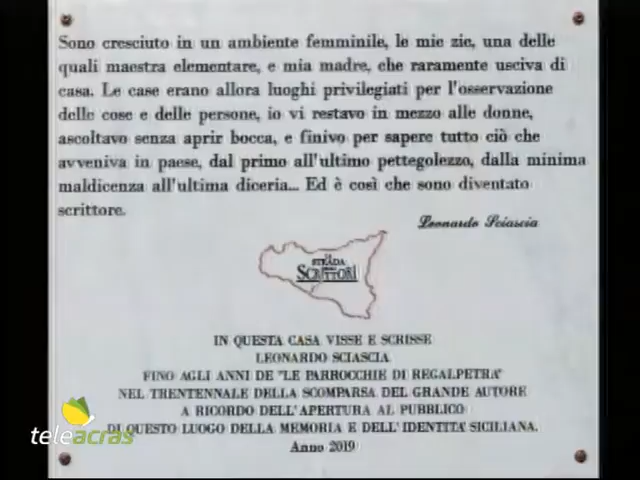 Sono cresciuto in un ambiente femminile, le mie zie, una delle
quali maestra elementare, e mia madre, che raramente usciva di
casa. Le case erano allora luoghi privilegiati per l'osservazione
delle cose e delle persone, io vi restavo in mezzo alle donne,
ascoltavo senza aprir bocca, e finivo per sapere tutto ciò che
avveniva in paese, dal primo all'ultimo pettegolezzo, dalla minima
maldicenza all'ultima diceria... Ed è così che sono diventato
scrittore.
Leonardo Sciascia
LA STRADA
SCRITTORI
IN QUESTA CASA VISSE E SCRISSE
LEONARDO SCIASCIA
FINO AGLI ANNI DE "LE PARROCCHIE DI REGALPETRA"
NEL TRENTENNALE DELLA SCOMPARSA DEL GRANDE AUTORE
A RICORDO DELL'APERTURA AL PUBBLICO
DI QUESTO LUOGO DELLA MEMORIA E DELL'IDENTITA' SICILIANA.
Anno 2019
teleacras